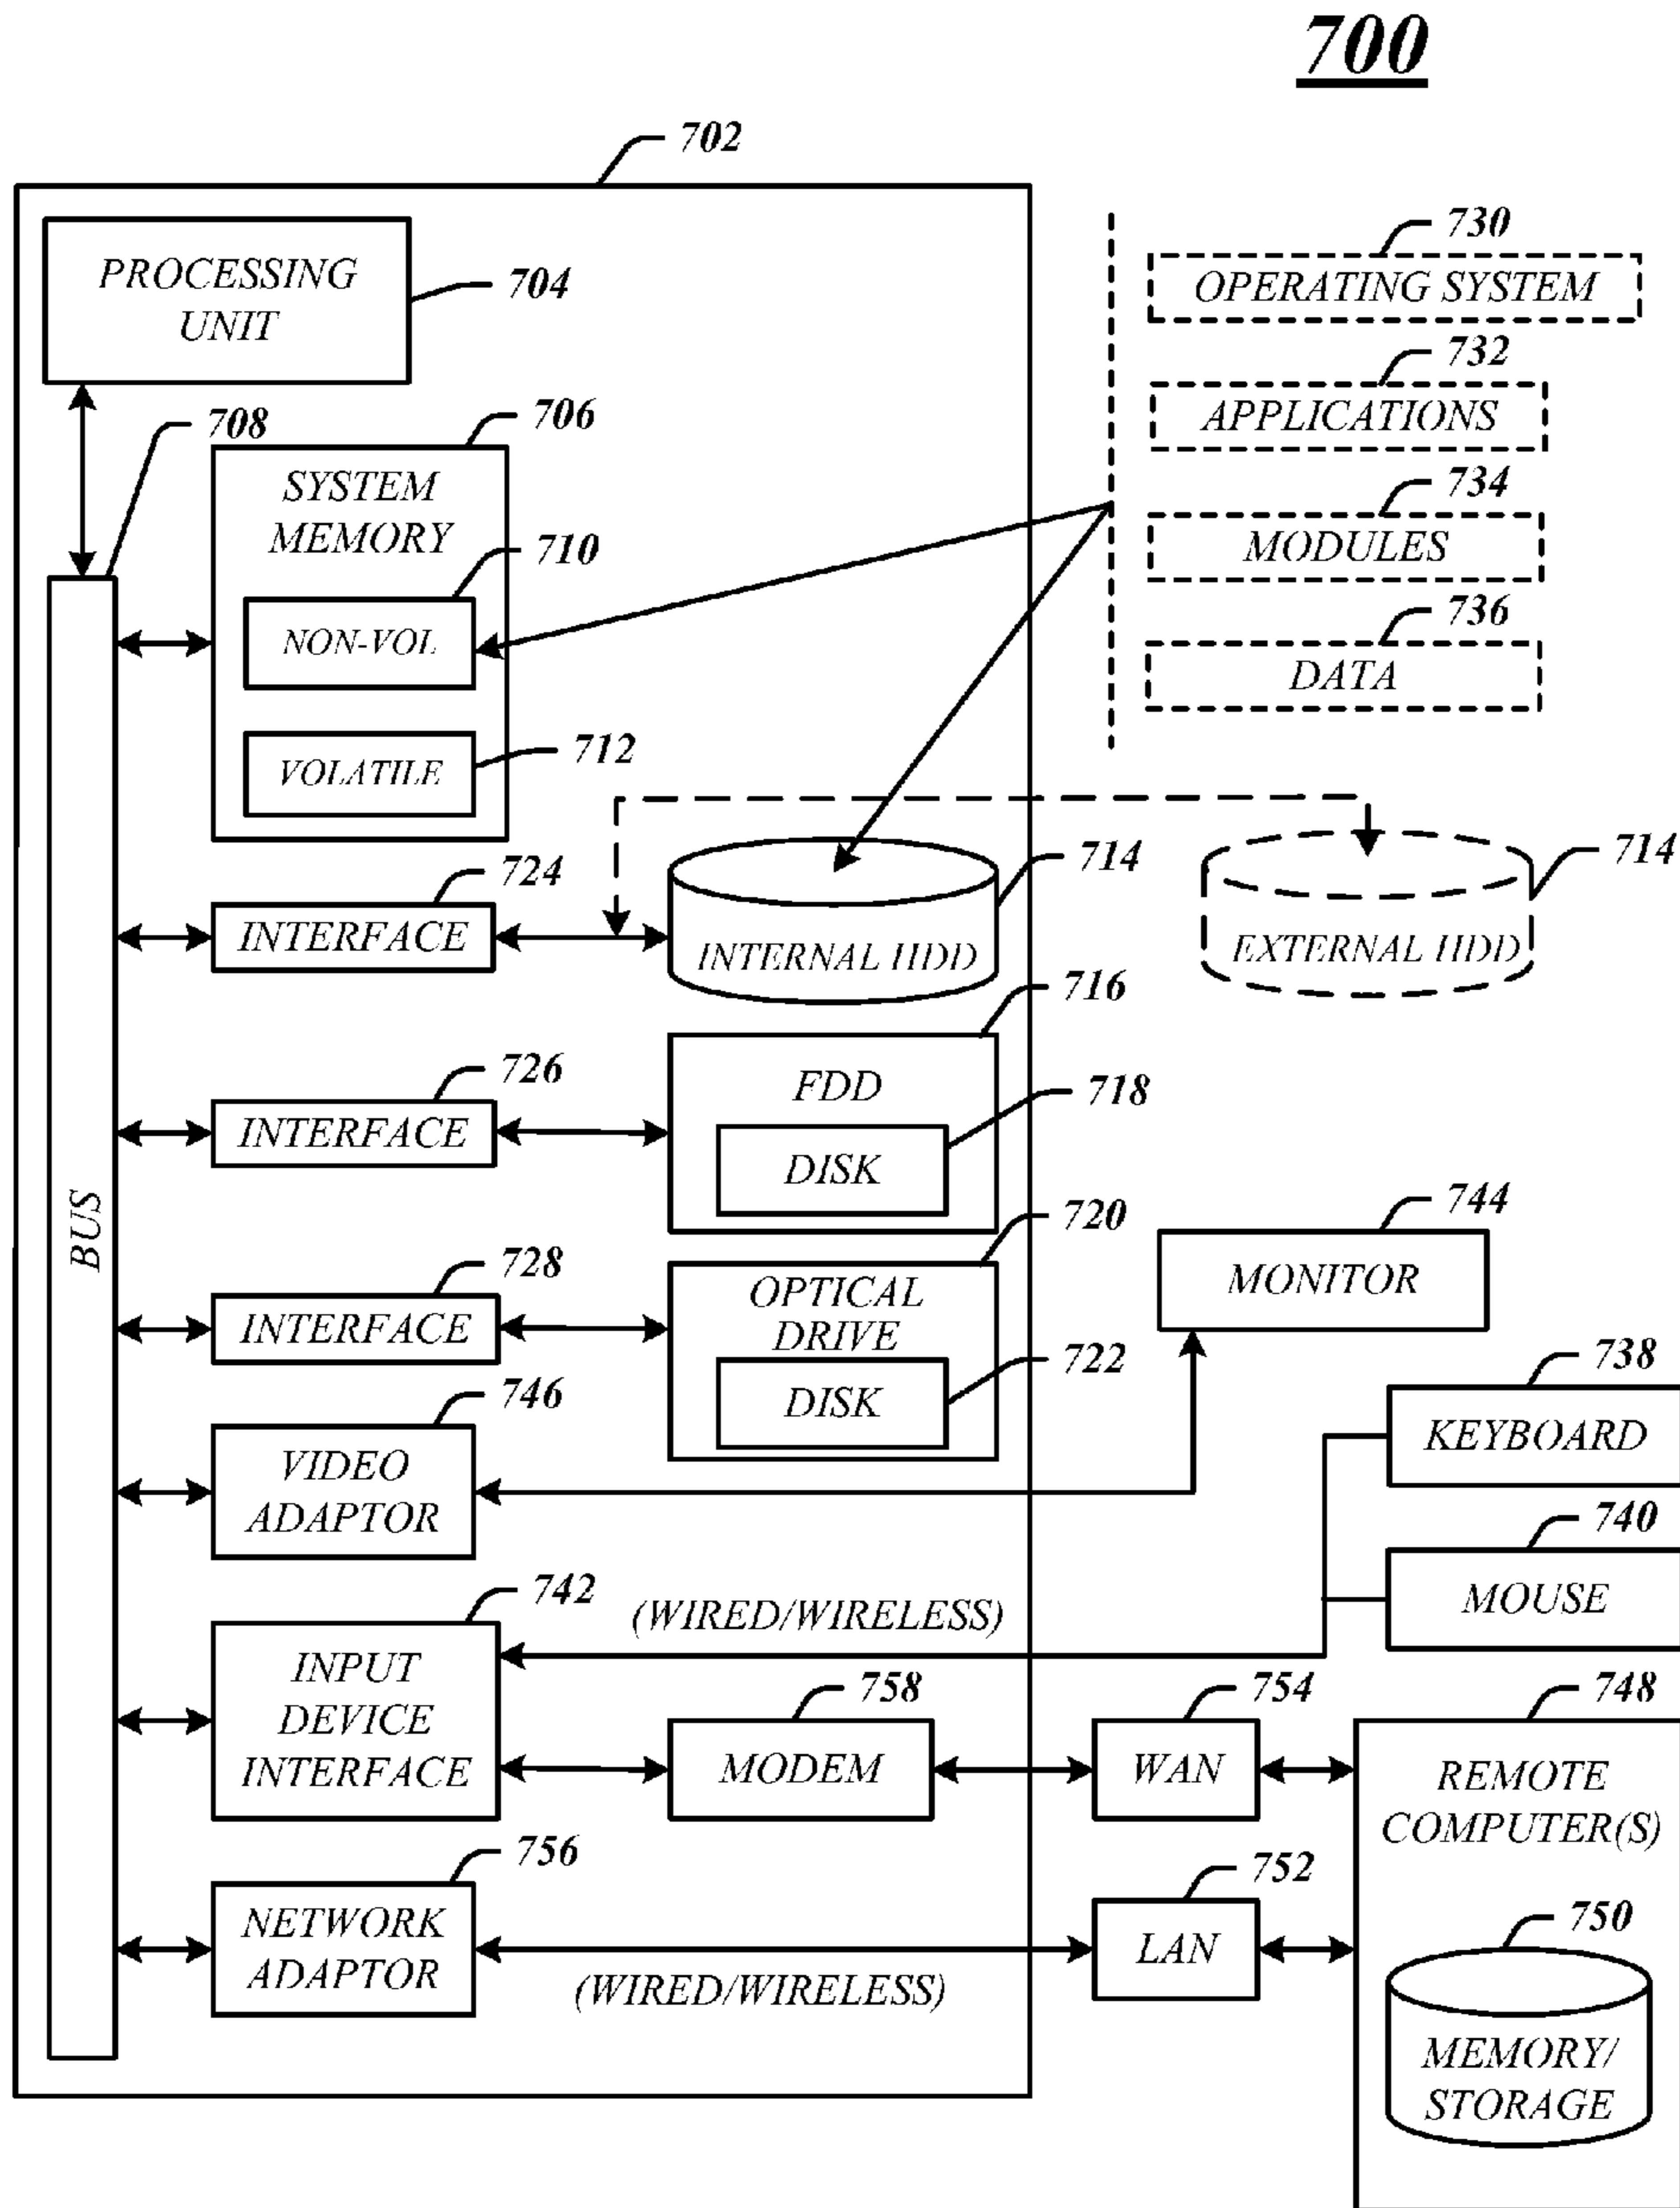 700
702
PROCESSING
UNIT
704
708
706
SYSTEM
MEMORY
710
NON-VOL
712
VOLATILE
730
OPERATING SYSTEM
732
APPLICATIONS
734
MODULES
736
DATA
724
INTERFACE
714
INTERNAL HDD
714
EXTERNAL HDD
716
726
INTERFACE
FDD
718
DISK
BUS
720
728
INTERFACE
OPTICAL
DRIVE
722
DISK
744
MONITOR
746
VIDEO
ADAPTOR
738
KEYBOARD
740
MOUSE
742
(WIRED/WIRELESS)
INPUT
DEVICE
INTERFACE
758
MODEM
754
WAN
748
REMOTE
COMPUTER(S)
756
NETWORK
ADAPTOR
(WIRED/WIRELESS)
752
LAN
750
MEMORY/
STORAGE